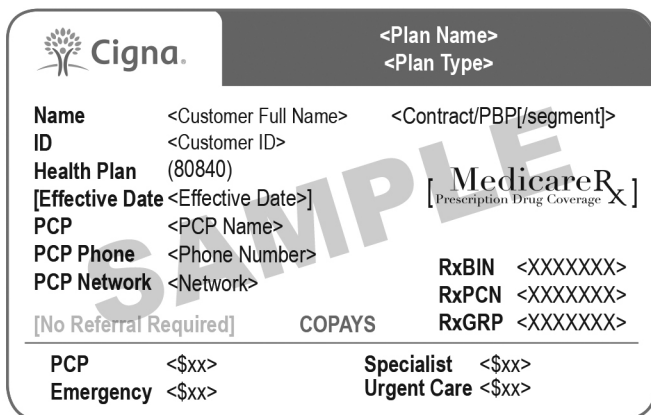 Cigna.
<Plan Name>
<Plan Type>
Name <Customer Full Name> <Contract/PBP[/segment]>
ID <Customer ID>
Health Plan (80840)
[Effective Date <Effective Date>]
[ MedicareRx ]
Prescription Drug Coverage
PCP <PCP Name>
PCP Phone <Phone Number>
PCP Network <Network>
RxBIN <XXXXXXX>
RxPCN <XXXXXXX>
RxGRP <XXXXXXX>
SAMPLE
[No Referral Required] COPAYS
PCP <$xx> Specialist <$xx>
Emergency <$xx> Urgent Care <$xx>